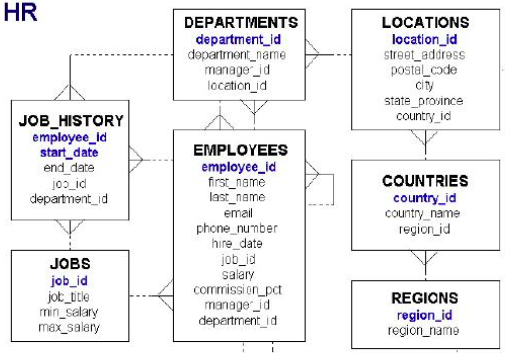 HR
DEPARTMENTS
department_id
department_name
manager_id
location_id
LOCATIONS
location_id
street_address
postal_code
city
state_province
country_id
JOB_HISTORY
employee_id
start_date
end_date
job_id
department_id
EMPLOYEES
employee_id
first_name
last_name
email
phone_number
hire_date
job_id
salary
commission_pct
manager_id
department_id
COUNTRIES
country_id
country_name
region_id
JOBS
job_id
job_title
min_salary
max_salary
REGIONS
region_id
region_name